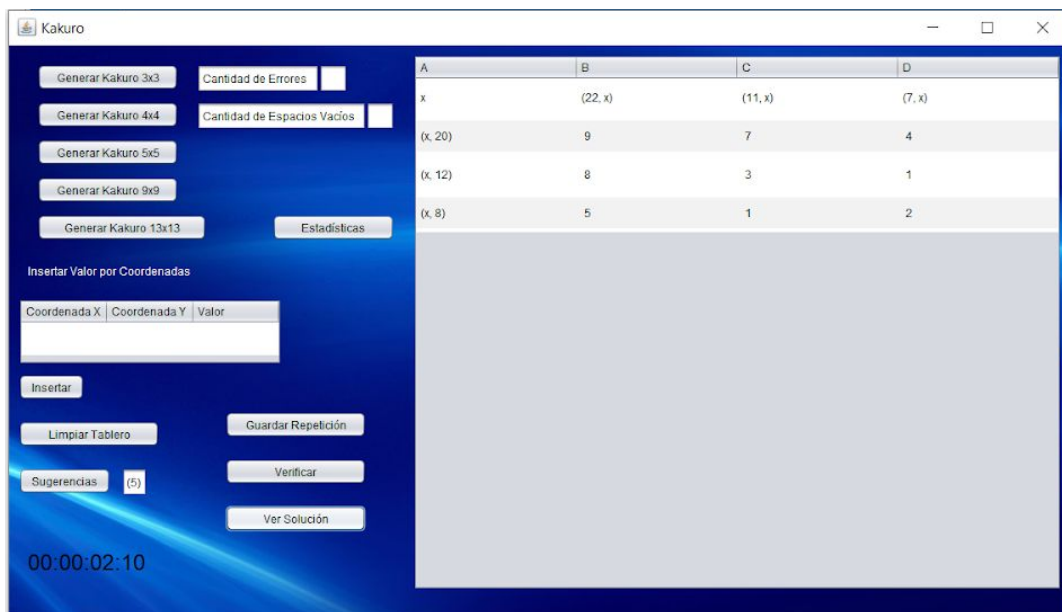 Kakuro
Generar Kakuro 3x3
Cantidad de Errores
Generar Kakuro 4x4
Cantidad de Espacios Vacíos
Generar Kakuro 5x5
Generar Kakuro 9x9
Generar Kakuro 13x13
Estadísticas
Insertar Valor por Coordenadas
Coordenada X Coordenada Y Valor
Insertar
Limpiar Tablero
Guardar Repetición
Sugerencias (5)
Verificar
Ver Solución
00:00:02:10
A B C D
x (22, x) (11, x) (7, x)
(x, 20) 9 7 4
(x, 12) 8 3 1
(x, 8) 5 1 2